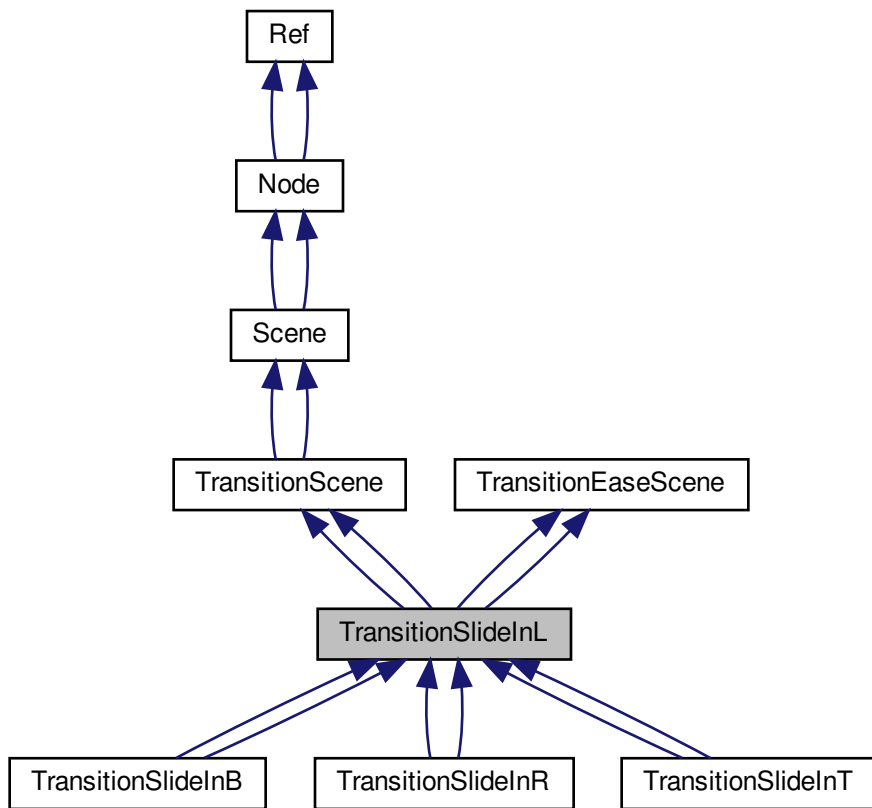 Ref
Node
Scene
TransitionScene
TransitionEaseScene
TransitionSlideInL
TransitionSlideInB
TransitionSlideInR
TransitionSlideInT